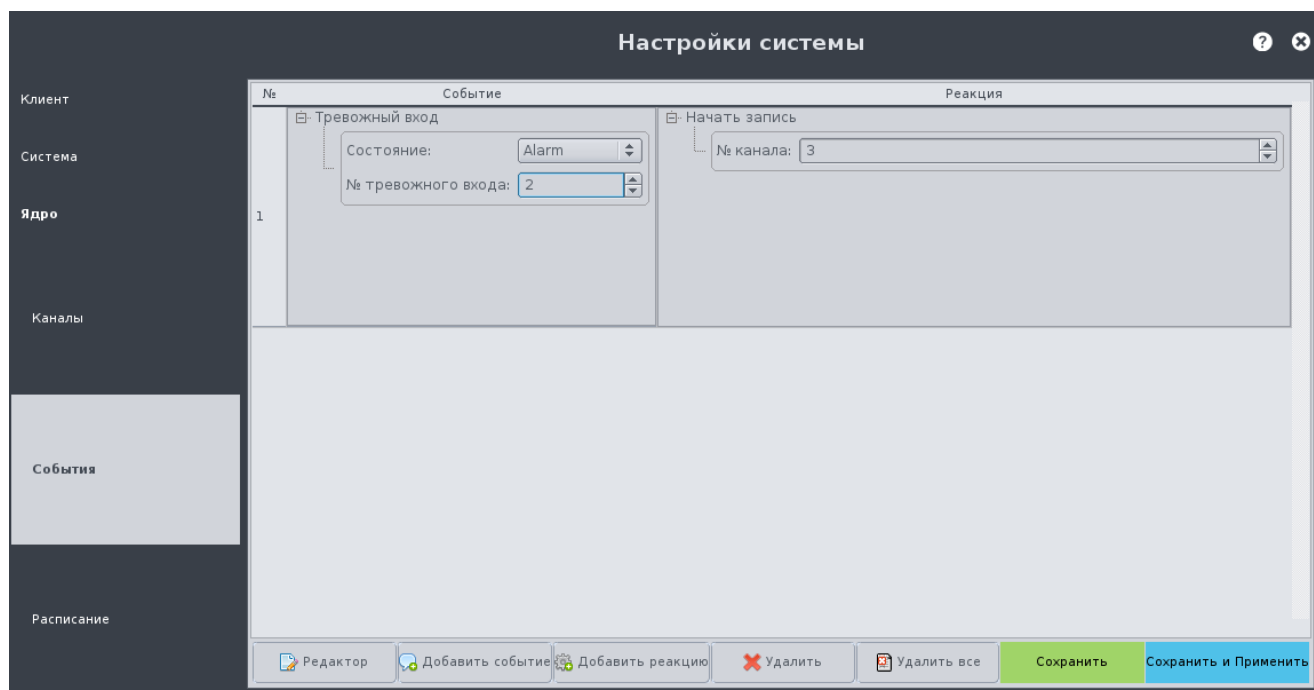 Настройки системы
Клиент
Система
Ядро
Каналы
События
Расписание
№ Событие Реакция
1
Тревожный вход
Состояние: Alarm
№ тревожного входа: 2
Начать запись
№ канала: 3
Редактор Добавить событие Добавить реакцию Удалить Удалить все Сохранить Сохранить и Применить